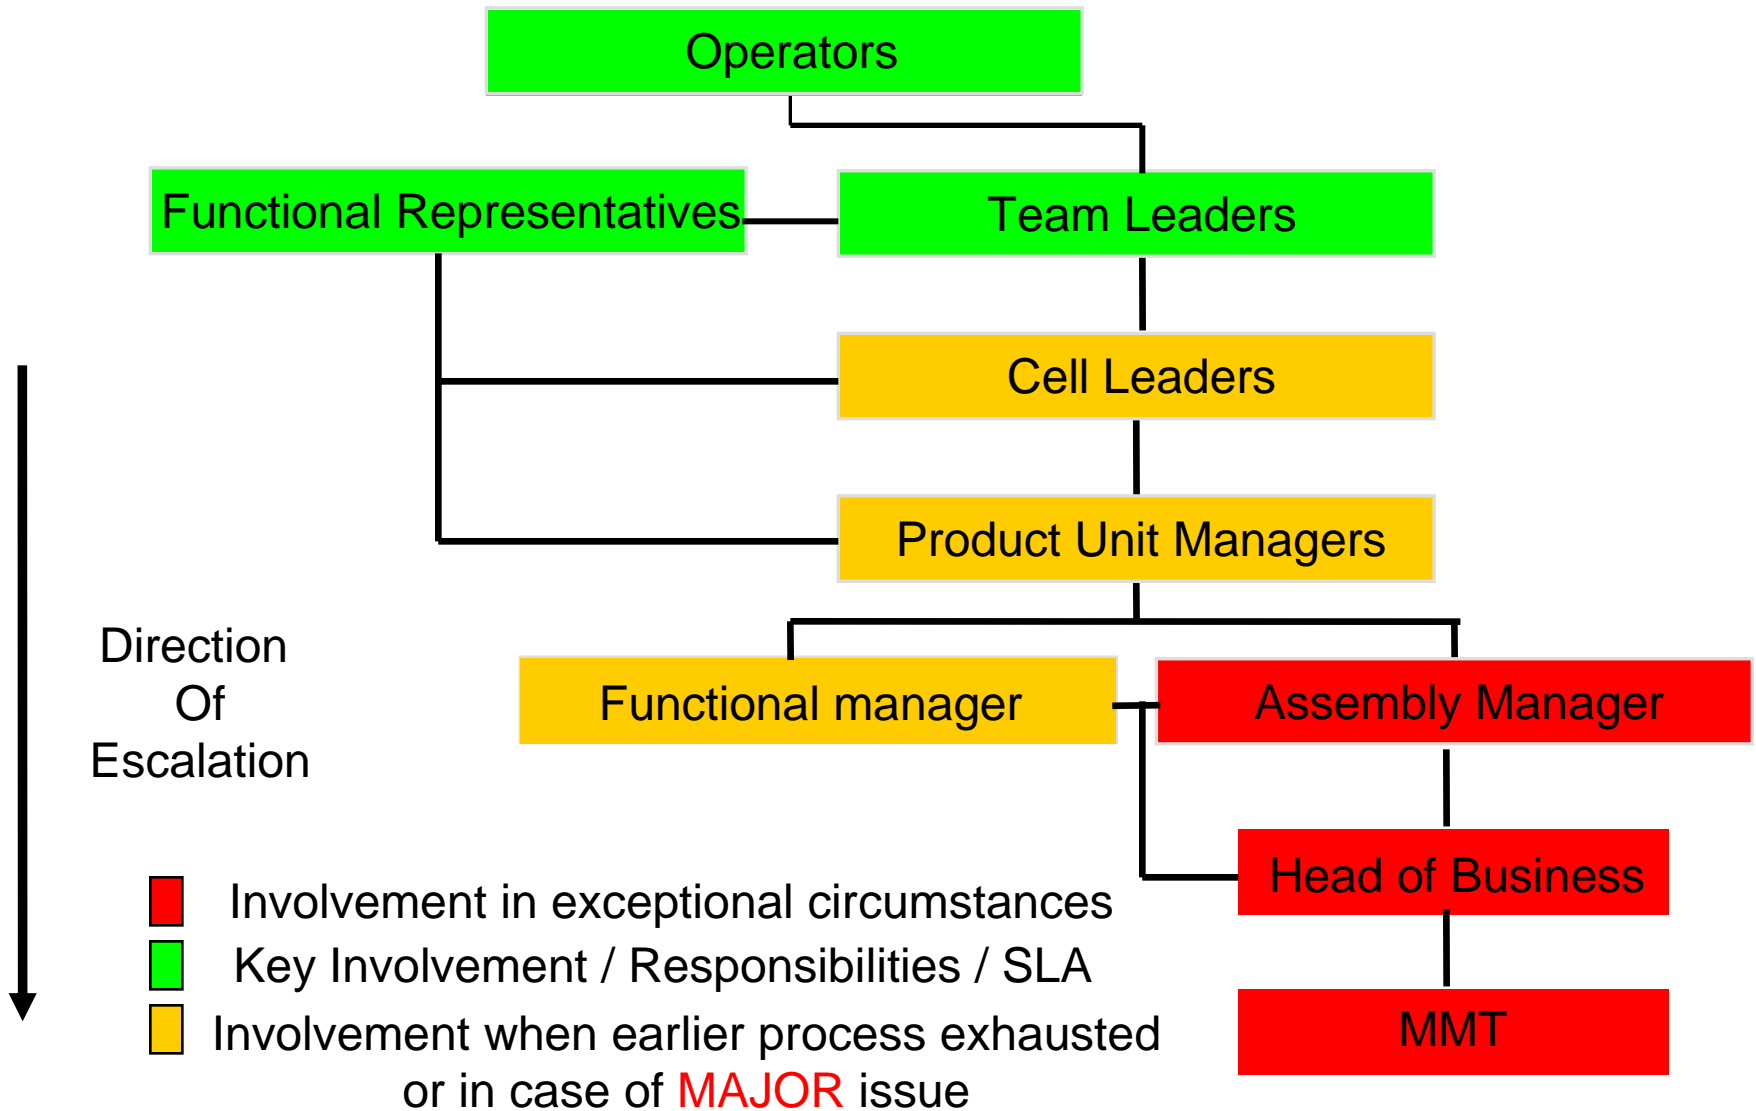 Operators
Functional Representatives
Team Leaders
Cell Leaders
Product Unit Managers
Direction
Of
Escalation
Functional manager
Assembly Manager
Head of Business
MMT
Involvement in exceptional circumstances
Key Involvement / Responsibilities / SLA
Involvement when earlier process exhausted
or in case of MAJOR issue